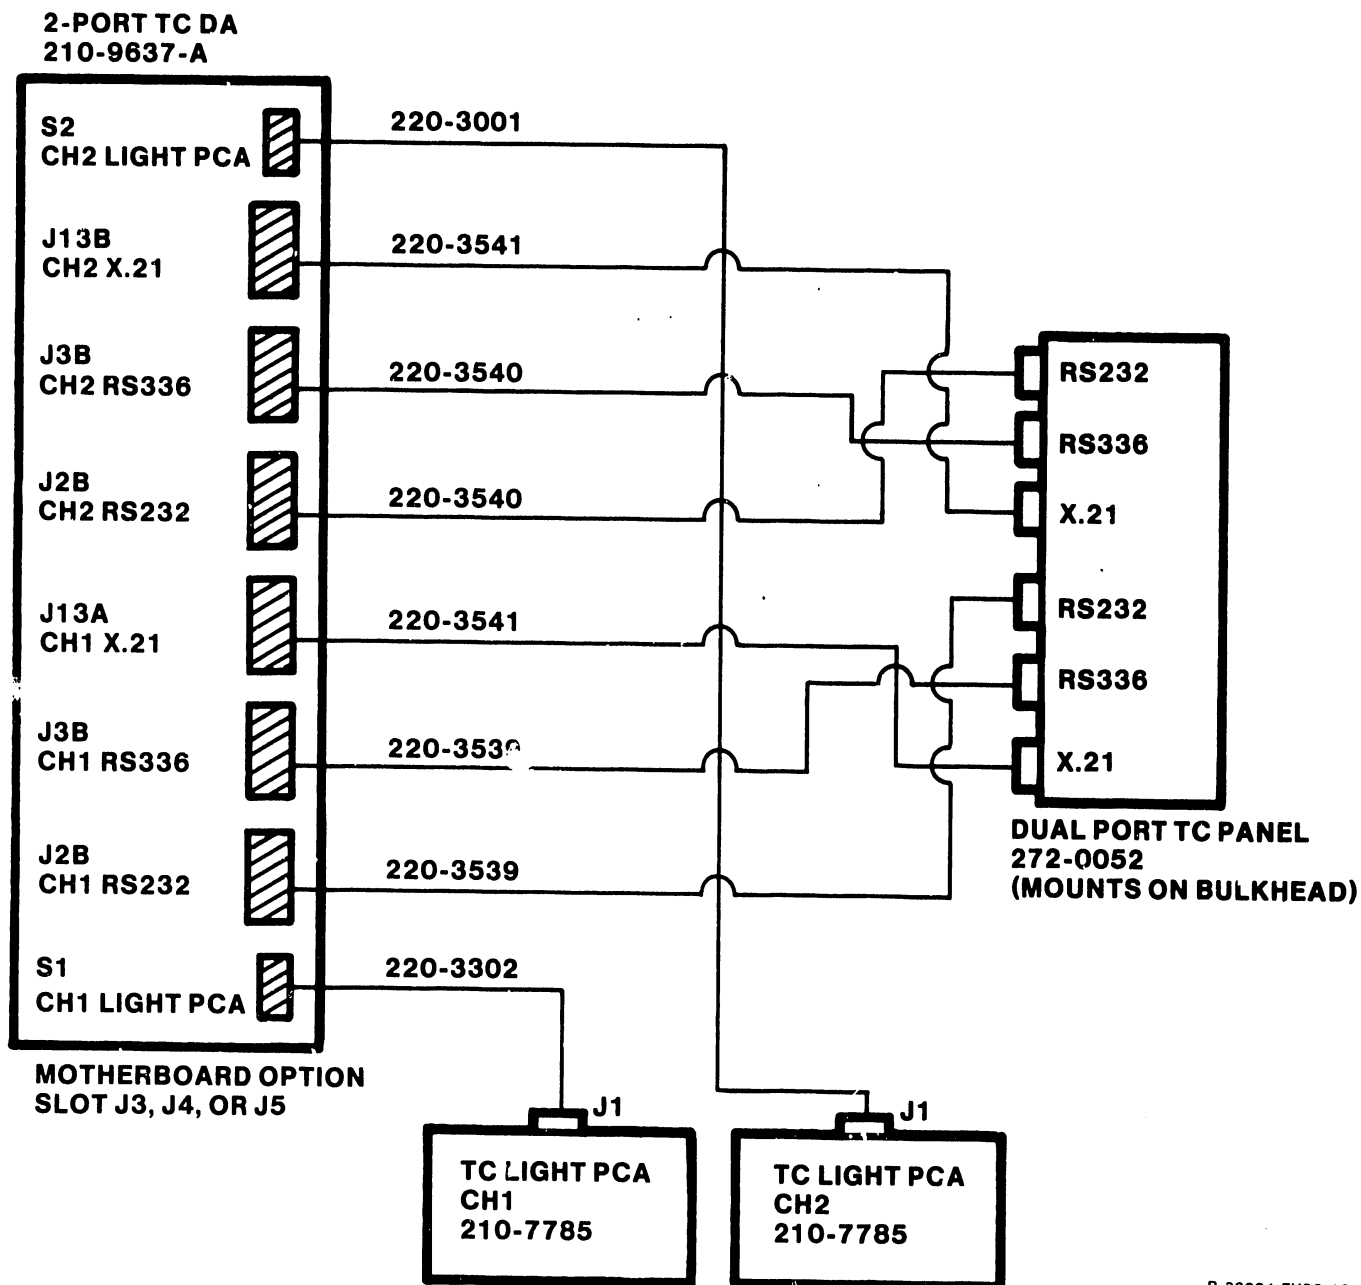 2-PORT TC DA
210-9637-A
S2
CH2 LIGHT PCA
220-3001
J13B
CH2 X.21
220-3541
J3B
CH2 RS336
220-3540
J2B
CH2 RS232
220-3540
J13A
CH1 X.21
220-3541
J3B
CH1 RS336
J2B
CH1 RS232
220-3539
S1
CH1 LIGHT PCA
220-3302
MOTHERBOARD OPTION
SLOT J3, J4, OR J5
RS232
RS336
X.21
RS232
RS336
X.21
DUAL PORT TC PANEL
272-0052
(MOUNTS ON BULKHEAD)
J1
TC LIGHT PCA
CH1
210-7785
J1
TC LIGHT PCA
CH2
210-7785